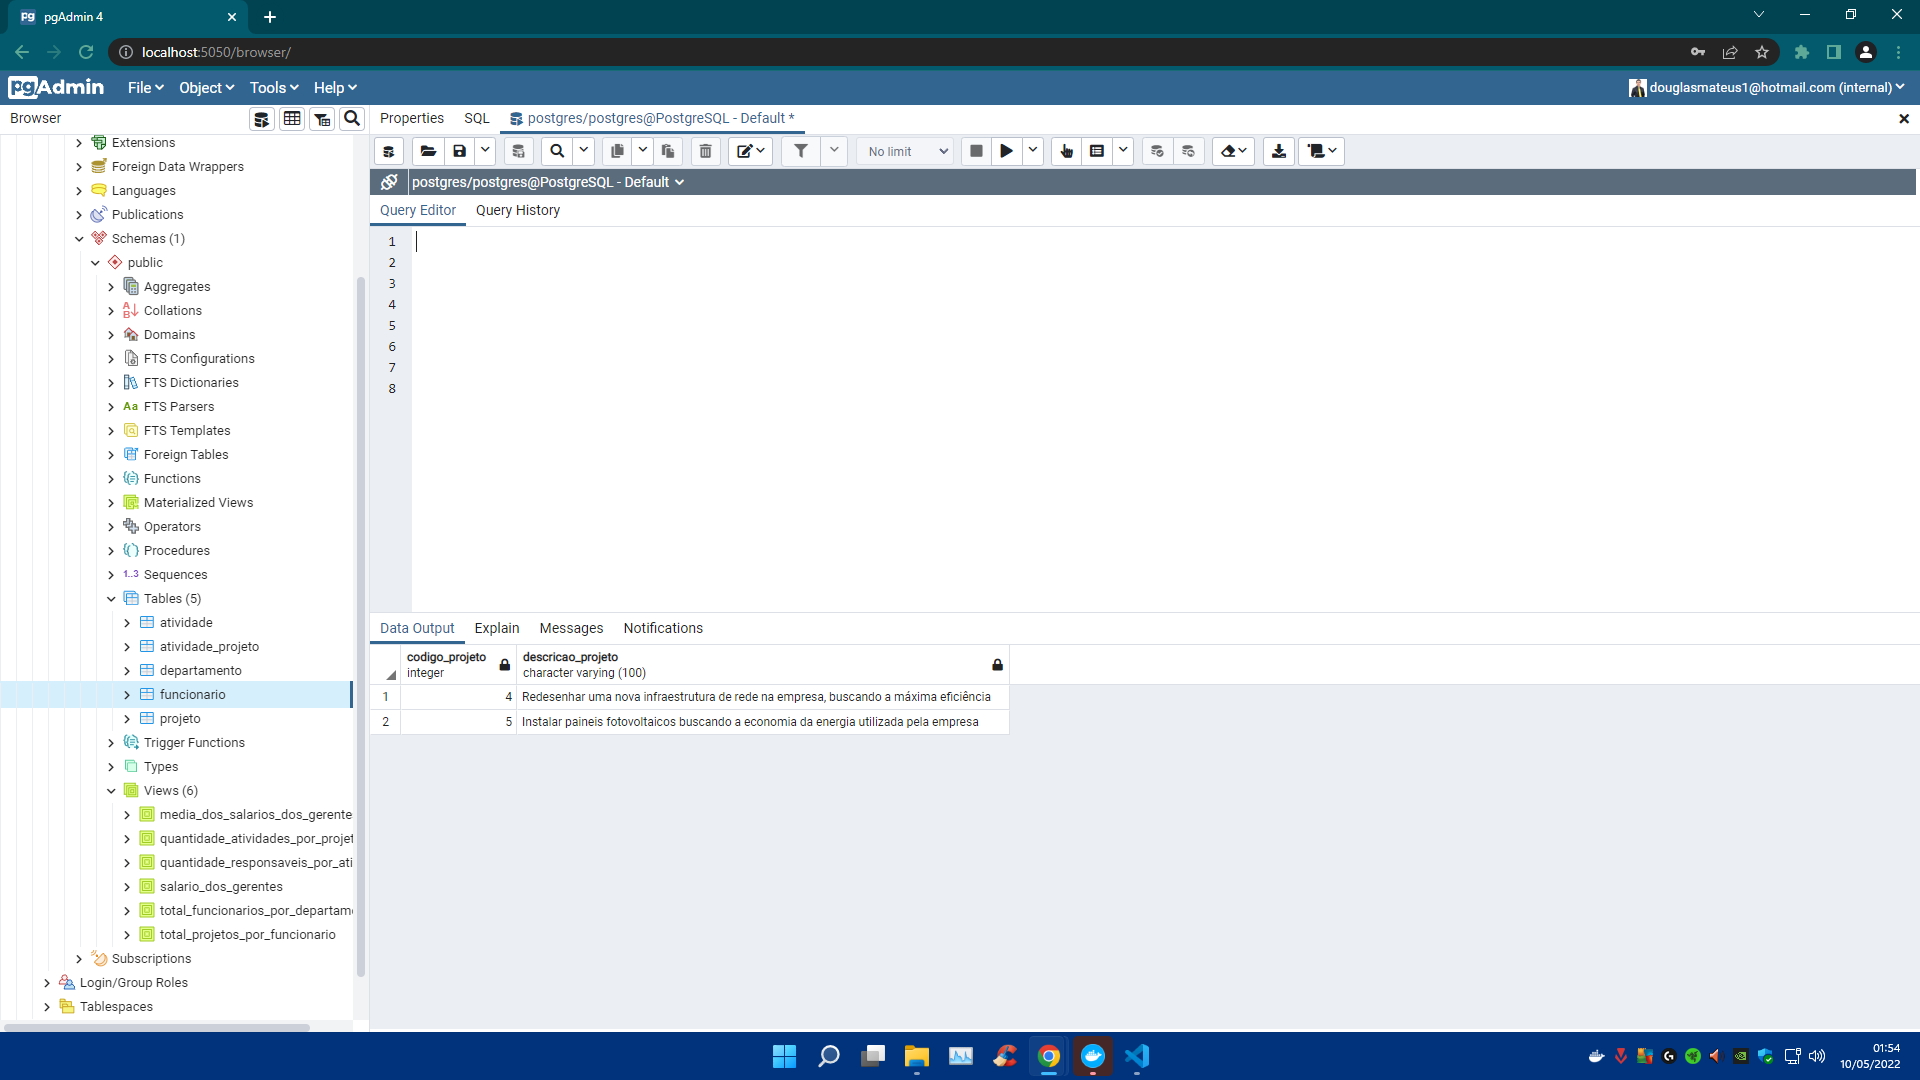 pgAdmin 4
localhost:5050/browser/
pgAdmin
File
Object
Tools
Help
douglasmateus1@hotmail.com (internal)
Browser
Properties
SQL
postgres/postgres@PostgreSQL - Default *
No limit
postgres/postgres@PostgreSQL - Default
Query Editor
Query History
Extensions
Foreign Data Wrappers
Languages
Publications
Schemas (1)
public
Aggregates
Collations
Domains
FTS Configurations
FTS Dictionaries
Aa FTS Parsers
FTS Templates
Foreign Tables
Functions
Materialized Views
Operators
Procedures
1..3 Sequences
Tables (5)
atividade
atividade_projeto
departamento
funcionario
projeto
Trigger Functions
Types
Views (6)
media_dos_salarios_dos_gerente
quantidade_atividades_por_projet
quantidade_responsaveis_por_ati
salario_dos_gerentes
total_funcionarios_por_departam
total_projetos_por_funcionario
Subscriptions
Login/Group Roles
Tablespaces
1
2
3
4
5
6
7
8
Data Output
Explain
Messages
Notifications
codigo_projeto
integer
descricao_projeto
character varying (100)
1 4 Redesenhar uma nova infraestrutura de rede na empresa, buscando a máxima eficiência
2 5 Instalar paineis fotovoltaicos buscando a economia da energia utilizada pela empresa
01:54
10/05/2022